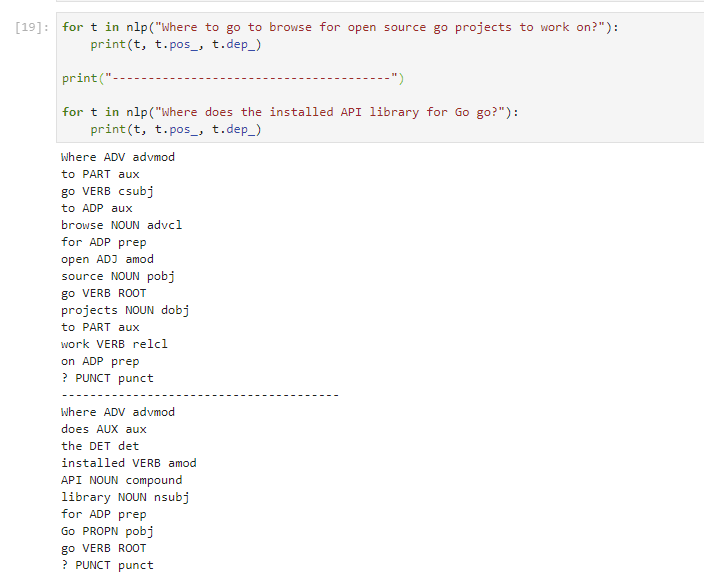 [19]: for t in nlp("Where to go to browse for open source go projects to work on?"):
    print(t, t.pos_, t.dep_)
print("---------------------------------------")
for t in nlp("Where does the installed API library for Go go?"):
    print(t, t.pos_, t.dep_)
Where ADV advmod
to PART aux
go VERB csubj
to ADP aux
browse NOUN advcl
for ADP prep
open ADJ amod
source NOUN pobj
go VERB ROOT
projects NOUN dobj
to PART aux
work VERB relcl
on ADP prep
? PUNCT punct
---------------------------------------
Where ADV advmod
does AUX aux
the DET det
installed VERB amod
API NOUN compound
library NOUN nsubj
for ADP prep
Go PROPN pobj
go VERB ROOT
? PUNCT punct